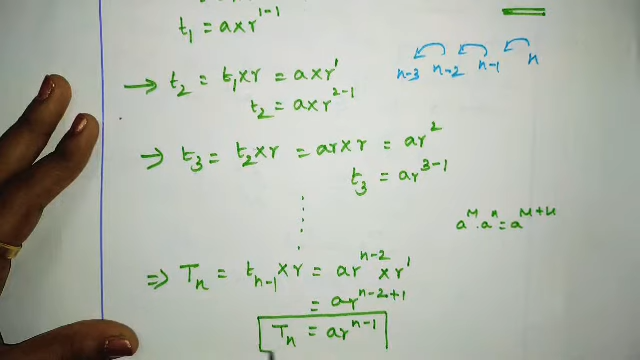 t₁ = a×r¹⁻¹
→ t₂ = t₁×r = a×r¹
t₂ = a×r²⁻¹
n-3 n-2 n-1 n
→ t₃ = t₂×r = ar×r = ar²
t₃ = ar³⁻¹
aᴹ·aⁿ = aᴹ⁺ⁿ
⇒ Tₙ = tₙ₋₁×r = arⁿ⁻² ×r¹
= arⁿ⁻²⁺¹
Tₙ = arⁿ⁻¹